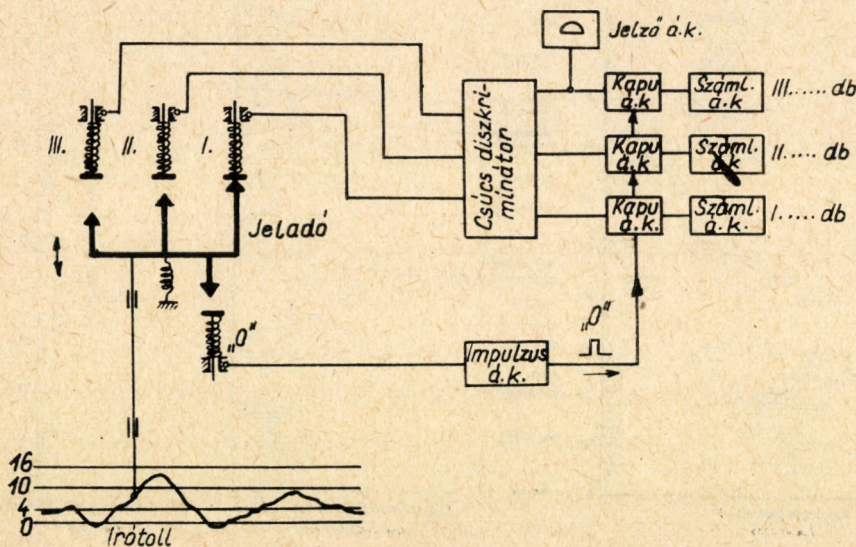 Jelző á.k.
Kapu
á.k
Száml.
á.k
III...... db
Kapu
á.k
Száml.
á.k
II...... db
Kapu
á.k.
Száml.
á.k.
I...... db
Csúcs diszkri-
minátor
III.
II.
I.
Jeladó
„0"
Impulzus
á.k.
„0"
16
10
4
0
Írótoll